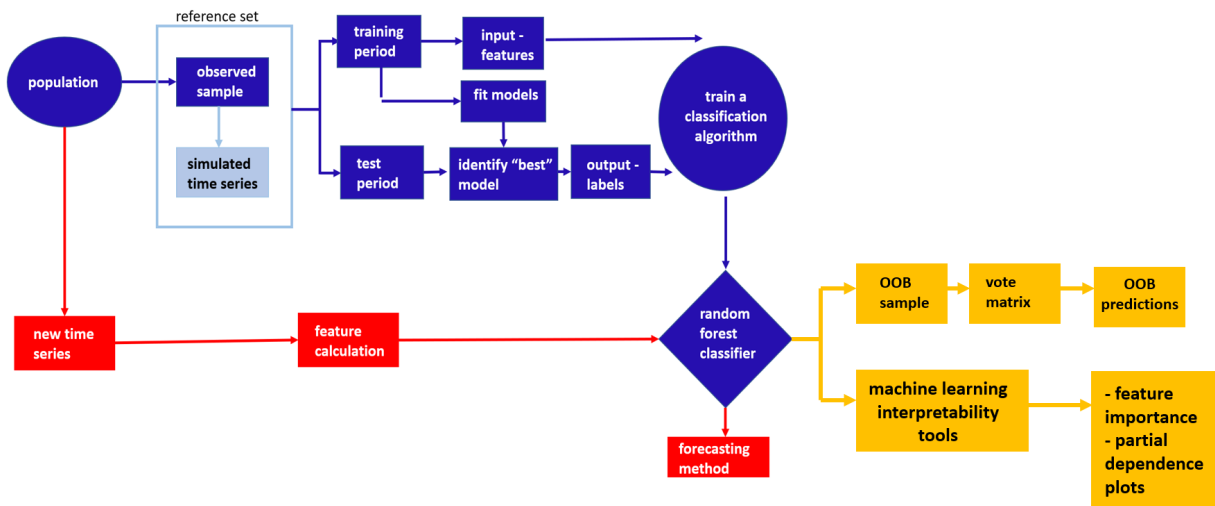 reference set
population
observed
sample
simulated
time series
training
period
input -
features
fit models
test
period
identify “best”
model
output -
labels
train a
classification
algorithm
new time
series
feature
calculation
random
forest
classifier
forecasting
method
OOB
sample
vote
matrix
OOB
predictions
machine learning
interpretability
tools
- feature
importance
- partial
dependence
plots